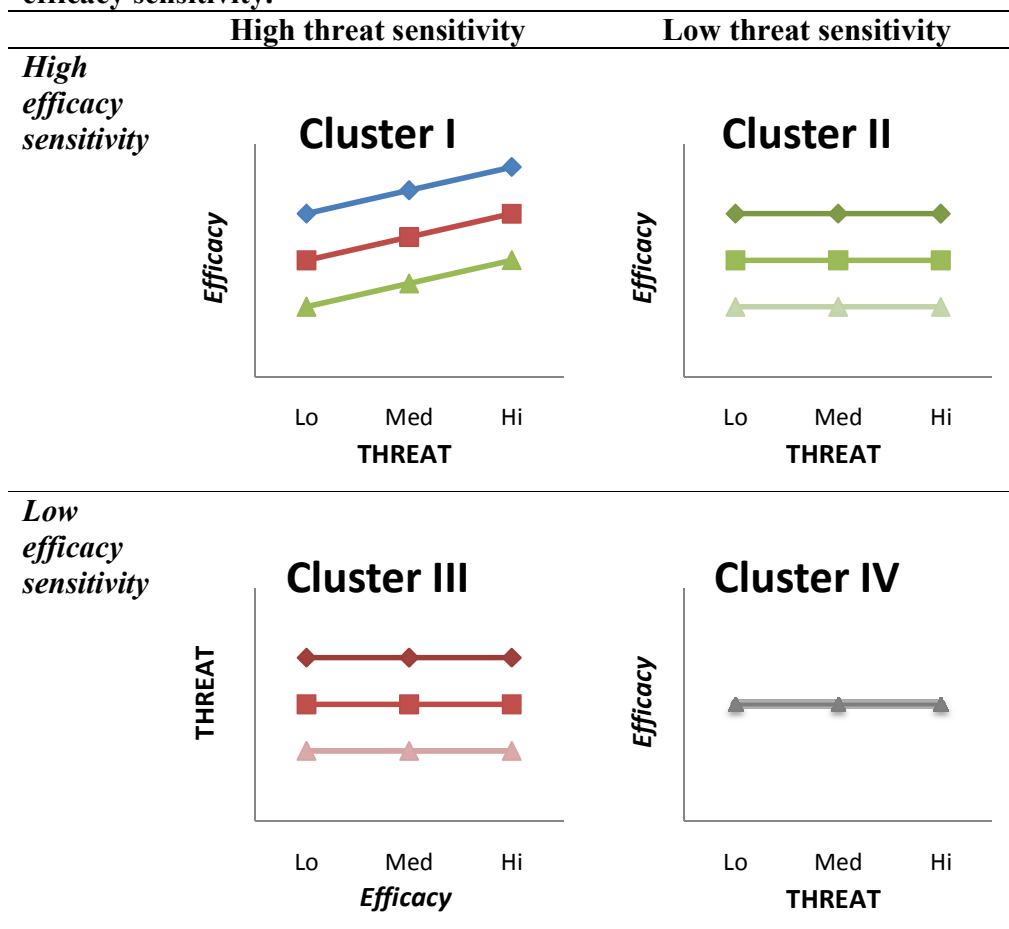 efficacy sensitivity.
High threat sensitivity Low threat sensitivity
High
efficacy
sensitivity
Cluster I
Efficacy
Lo Med Hi
THREAT
Cluster II
Efficacy
Lo Med Hi
THREAT
Low
efficacy
sensitivity
Cluster III
THREAT
Lo Med Hi
Efficacy
Cluster IV
Efficacy
Lo Med Hi
THREAT